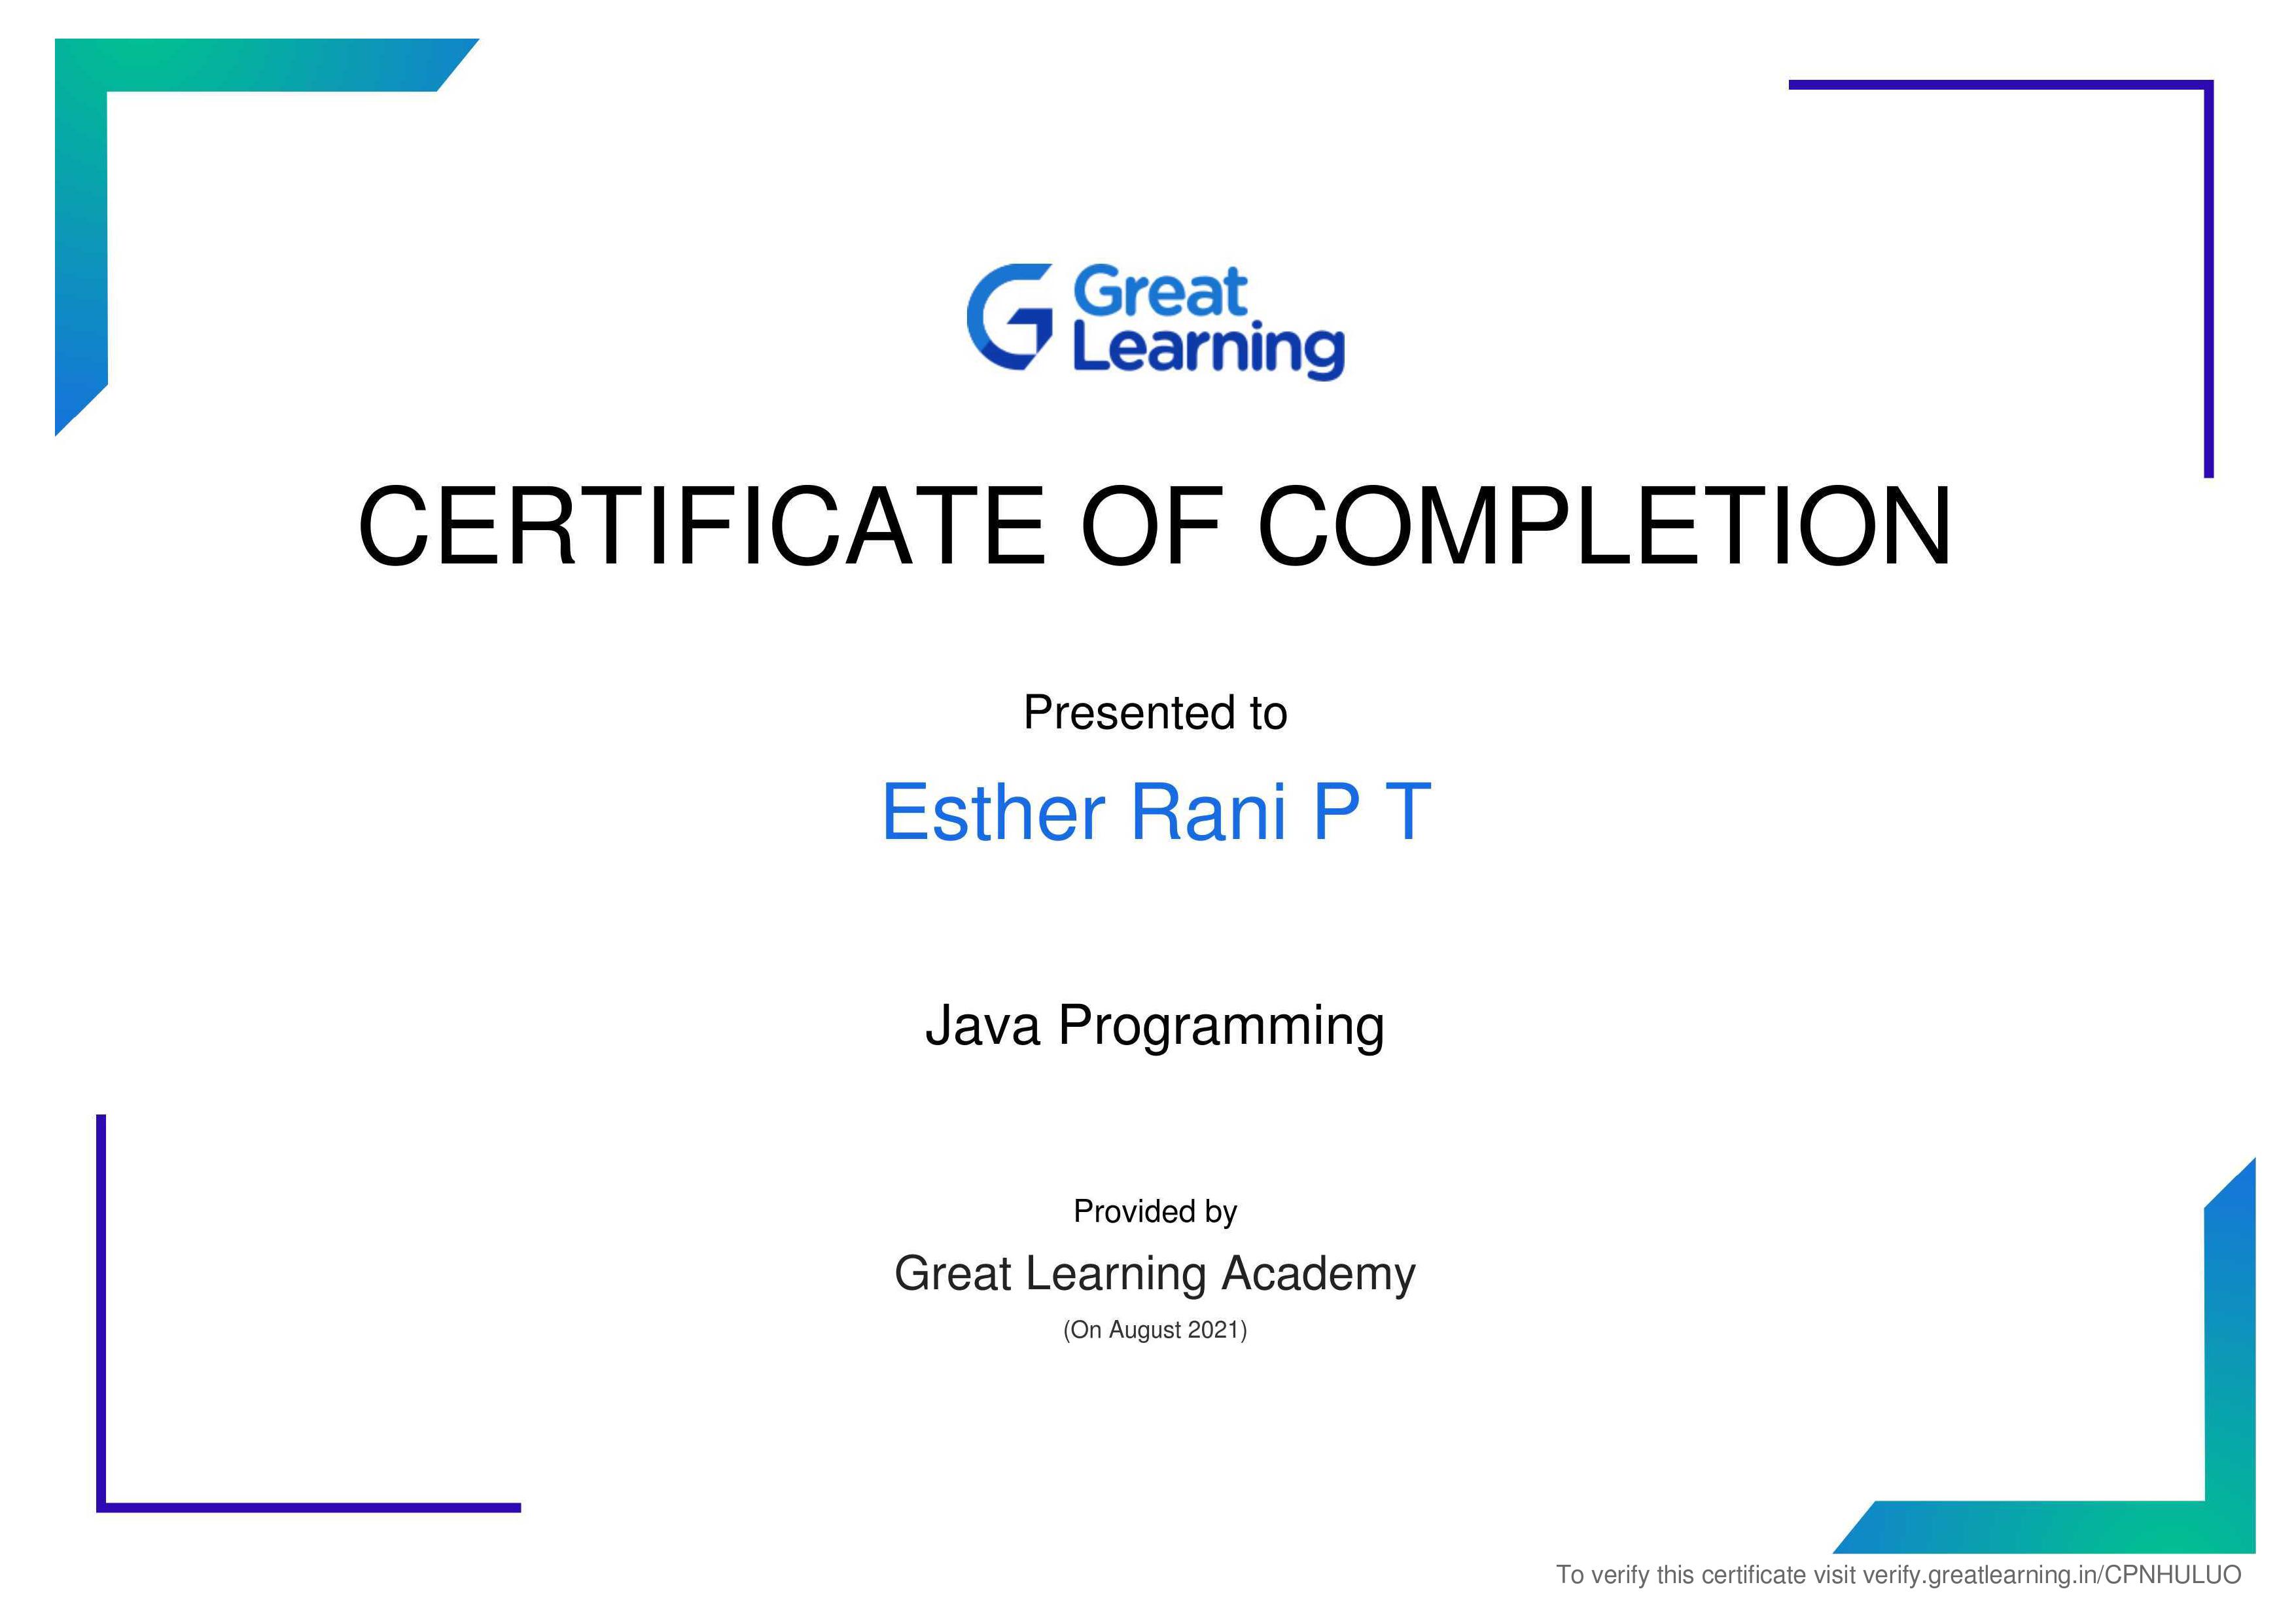 Great
Learning
CERTIFICATE OF COMPLETION
Presented to
Esther Rani P T
Java Programming
Provided by
Great Learning Academy
(On August 2021)
To verify this certificate visit verify.greatlearning.in/CPNHULUO